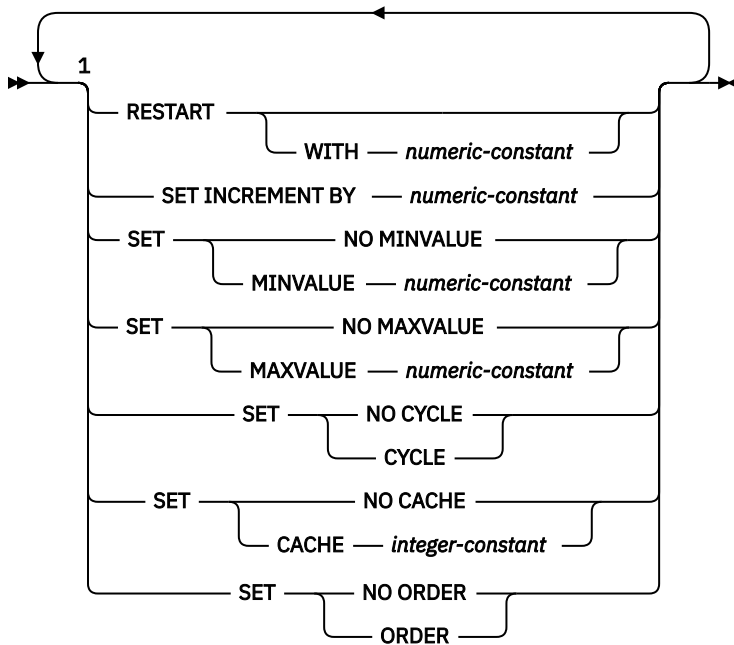 1
RESTART
WITH numeric-constant
SET INCREMENT BY numeric-constant
SET NO MINVALUE
MINVALUE numeric-constant
SET NO MAXVALUE
MAXVALUE numeric-constant
SET NO CYCLE
CYCLE
SET NO CACHE
CACHE integer-constant
SET NO ORDER
ORDER